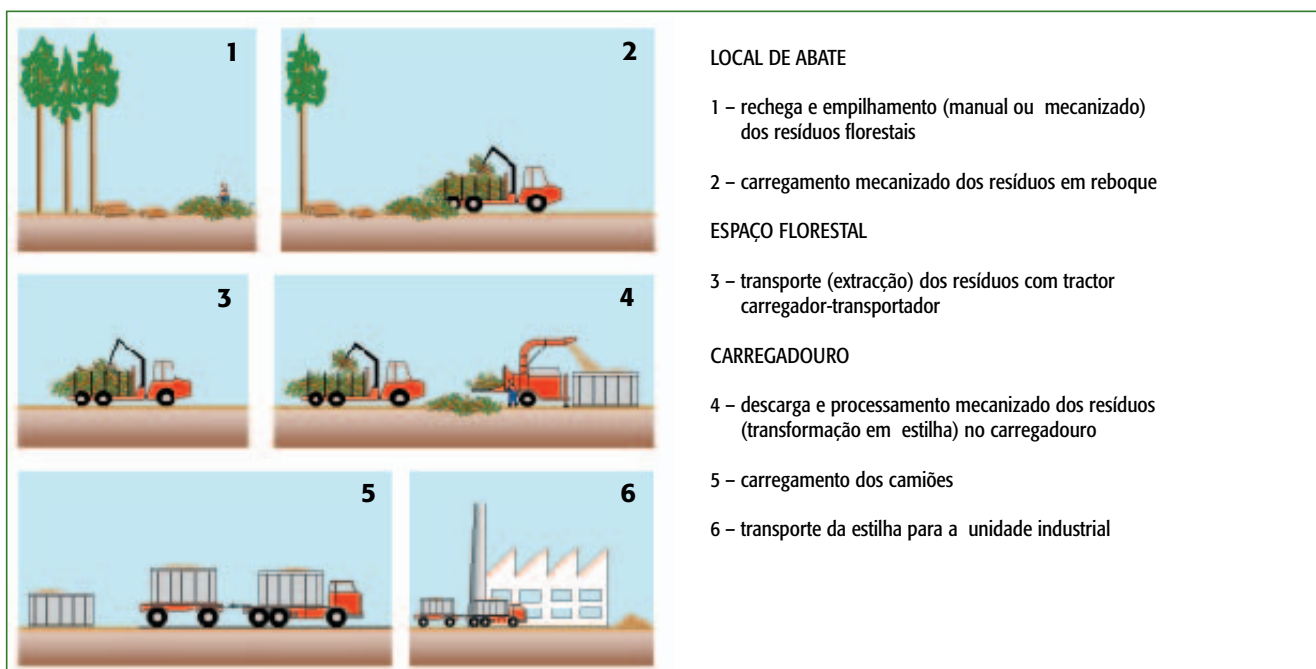 1
2
3
4
5
6
LOCAL DE ABATE
1 – rechega e empilhamento (manual ou mecanizado)
dos resíduos florestais
2 – carregamento mecanizado dos resíduos em reboque
ESPAÇO FLORESTAL
3 – transporte (extracção) dos resíduos com tractor
carregador-transportador
CARREGADOURO
4 – descarga e processamento mecanizado dos resíduos
(transformação em estilha) no carregadouro
5 – carregamento dos camiões
6 – transporte da estilha para a unidade industrial